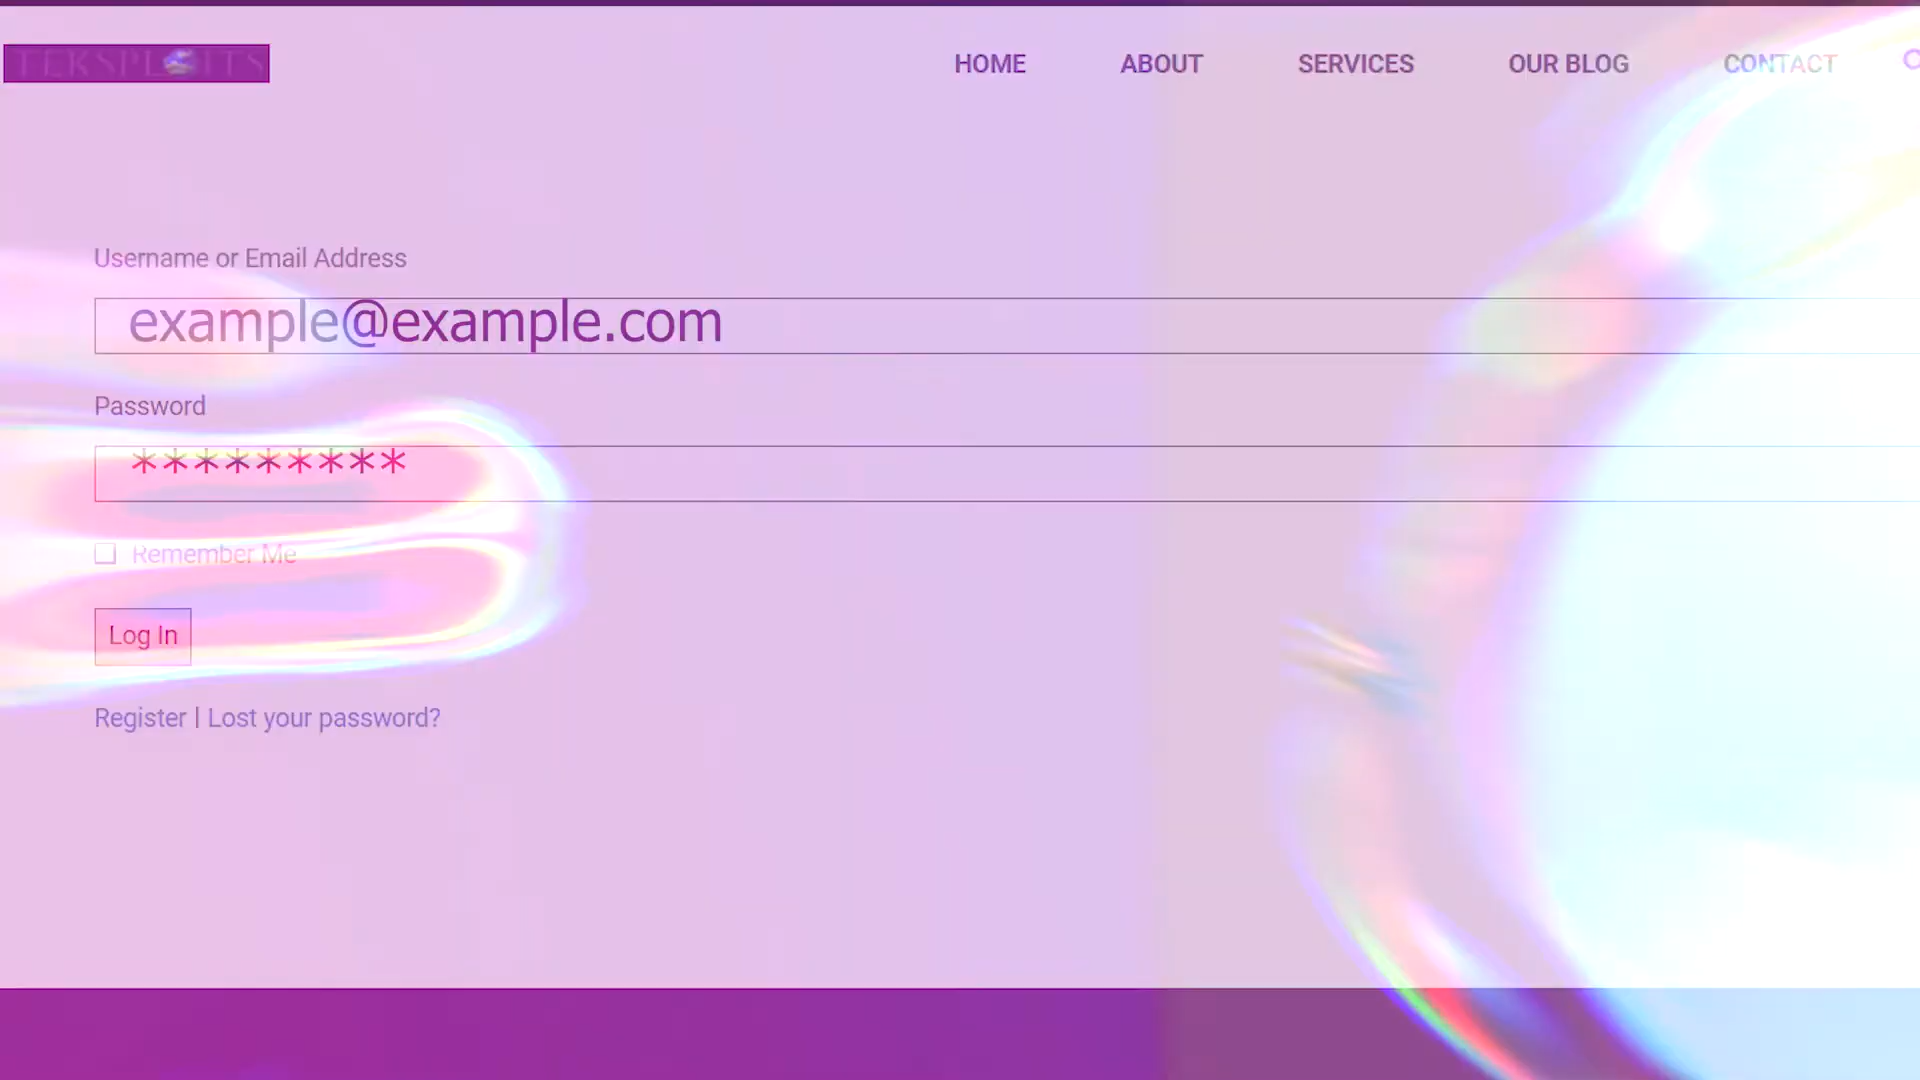 TEKSPLOITS
HOME ABOUT SERVICES OUR BLOG CONTACT
Username or Email Address
example@example.com
Password
*********
Remember Me
Log In
Register | Lost your password?